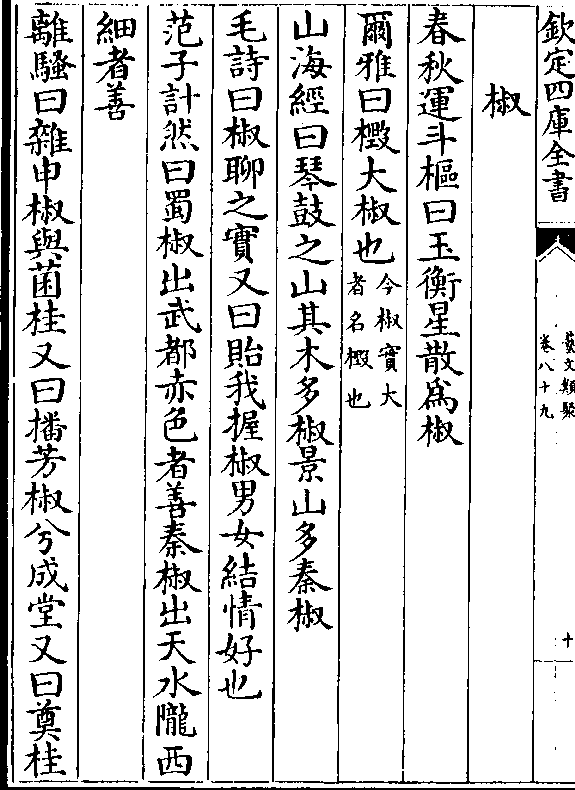 欽定四庫全書
藝文類聚
卷八十九
十
椒
春秋運斗樞曰玉衡星散為椒
爾雅曰檓大椒也今椒實大
者名檓也
山海經曰琴鼓之山其木多椒景山多秦椒
毛詩曰椒聊之實又曰貽我握椒男女結情好也
范子計然曰蜀椒出武都赤色者善秦椒出天水隴西
細者善
離騷曰雜申椒與菌桂又曰播芳椒兮成堂又曰奠桂